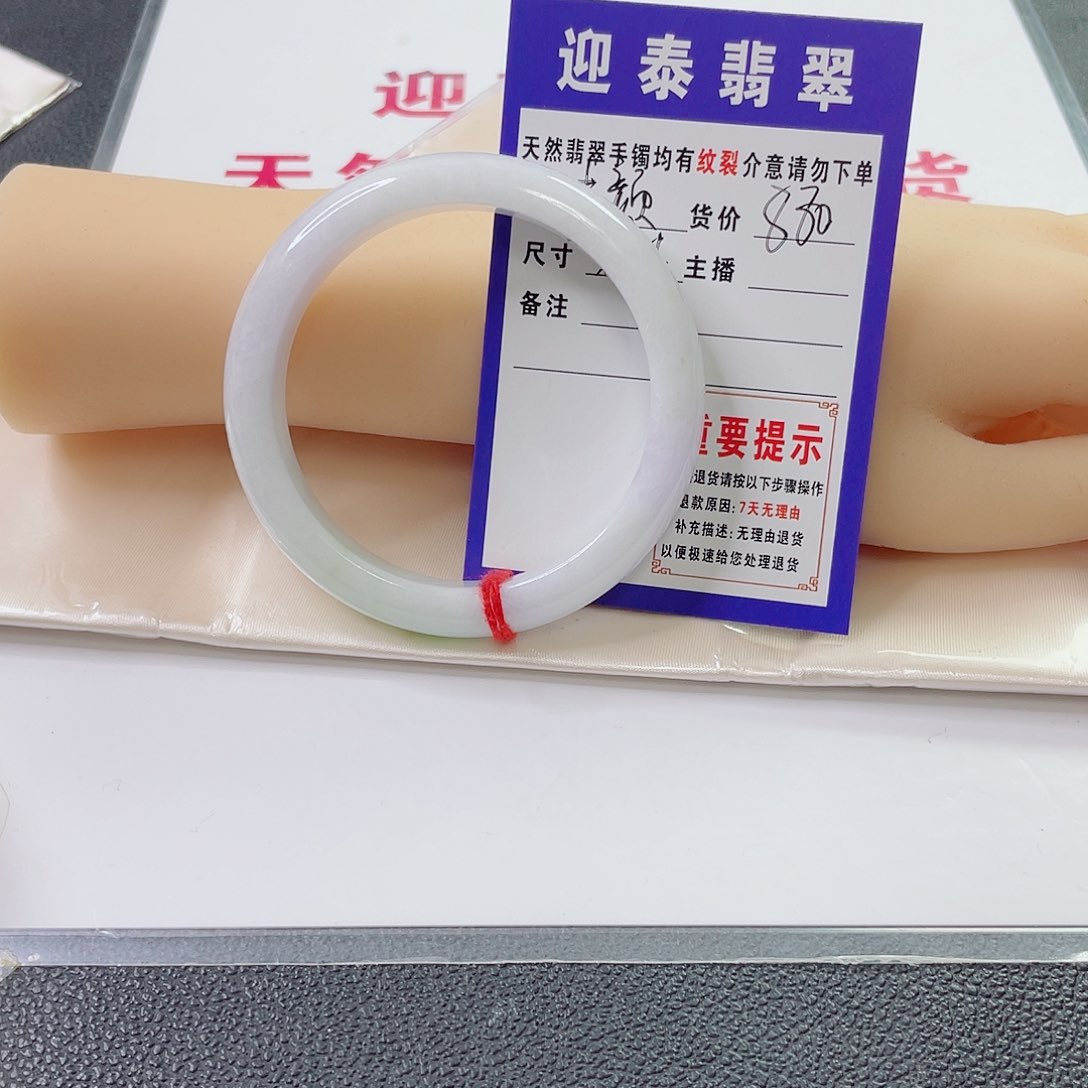 迎
天然
货
迎泰翡翠
天然翡翠手镯均有纹裂介意请勿下单
货价 830
尺寸 主播
备注
重要提示
退货请按以下步骤操作
退款原因:7天无理由
补充描述:无理由退货
以便极速给您处理退货